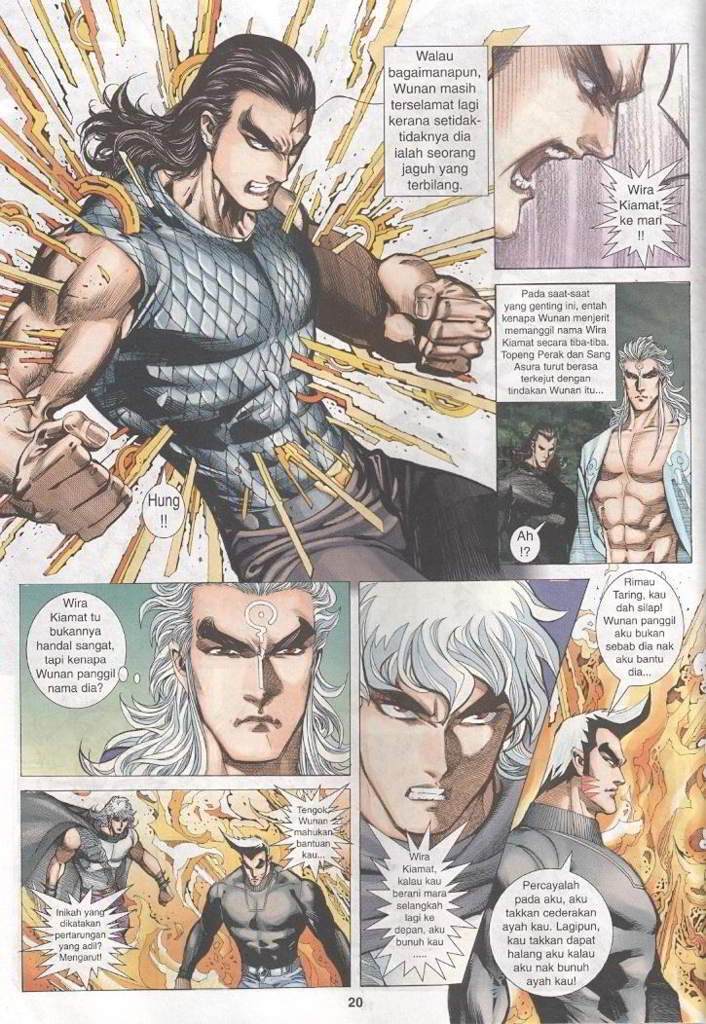 Walau
bagaimanapun,
Wunan masih
terselamat lagi
kerana setidak-
tidaknya dia
ialah seorang
jaguh yang
terbilang.
Wira
Kiamat,
ke mari
!!
Hung
!!
Pada saat-saat
yang genting ini, entah
kenapa Wunan menjerit
memanggil nama Wira
Kiamat secara tiba-tiba.
Topeng Perak dan Sang
Asura turut berasa
terkejut dengan
tindakan Wunan itu...
Ah
!?
Wira
Kiamat tu
bukannya
handal sangat,
tapi kenapa
Wunan panggil
nama dia?
Rimau
Taring, kau
dah silap!
Wunan panggil
aku bukan
sebab dia nak
aku bantu
dia...
Tengok,
Wunan
mahukan
bantuan
kau...
Inikah yang
dikatakan
pertarungan
yang adil?
Mengarut!
Wira
Kiamat,
kalau kau
berani mara
selangkah
lagi ke
depan, aku
bunuh kau
.....
Percayalah
pada aku, aku
takkan cederakan
ayah kau. Lagipun,
kau takkan dapat
halang aku kalau
aku nak bunuh
ayah kau!
20